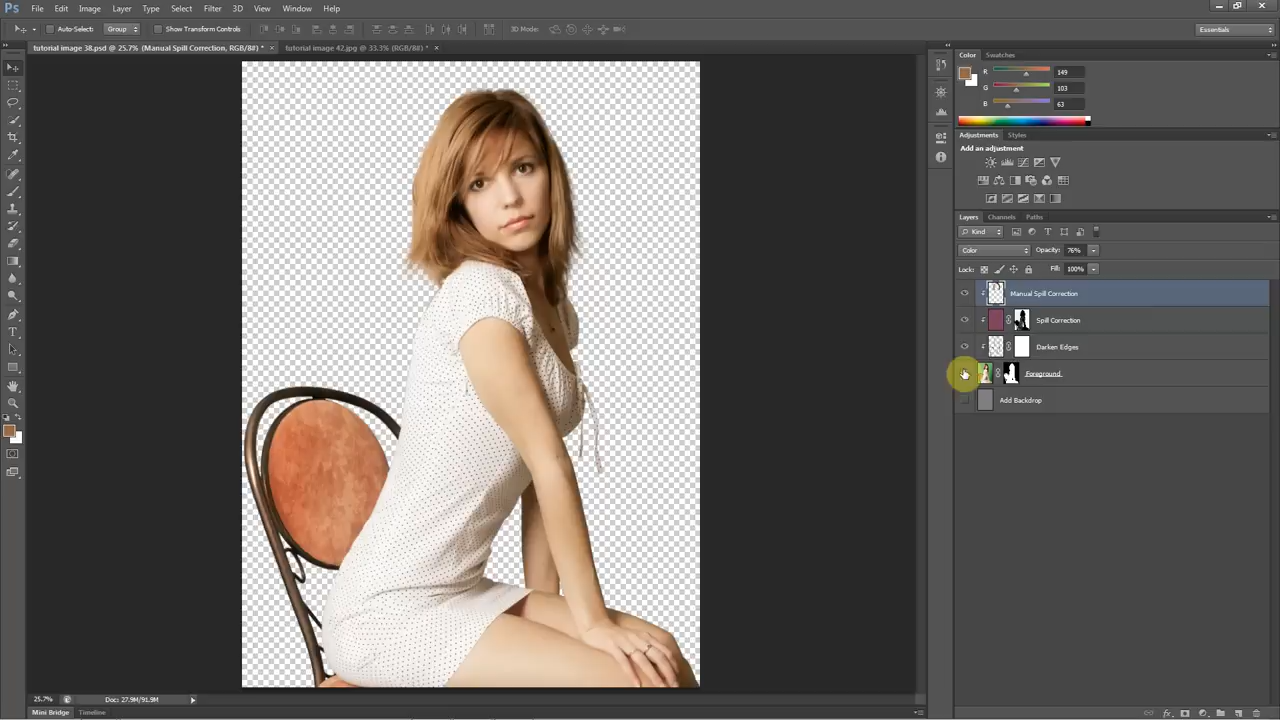 Ps File Edit Image Layer Type Select Filter 3D View Window Help
Auto-Select: Group Show Transform Controls 3D Mode: Essentials
tutorial image 38.psd @ 25.7% (Manual Spill Correction, RGB/8#) * × tutorial image 42.jpg @ 33.3% (RGB/8#) * ×
Color Swatches
R 149
G 103
B 63
Adjustments Styles
Add an adjustment
Layers Channels Paths
Kind
Color Opacity: 76%
Lock: Fill: 100%
Manual Spill Correction
Spill Correction
Darken Edges
Foreground
Add Backdrop
25.7% Doc: 27.9M/91.9M
Mini Bridge Timeline